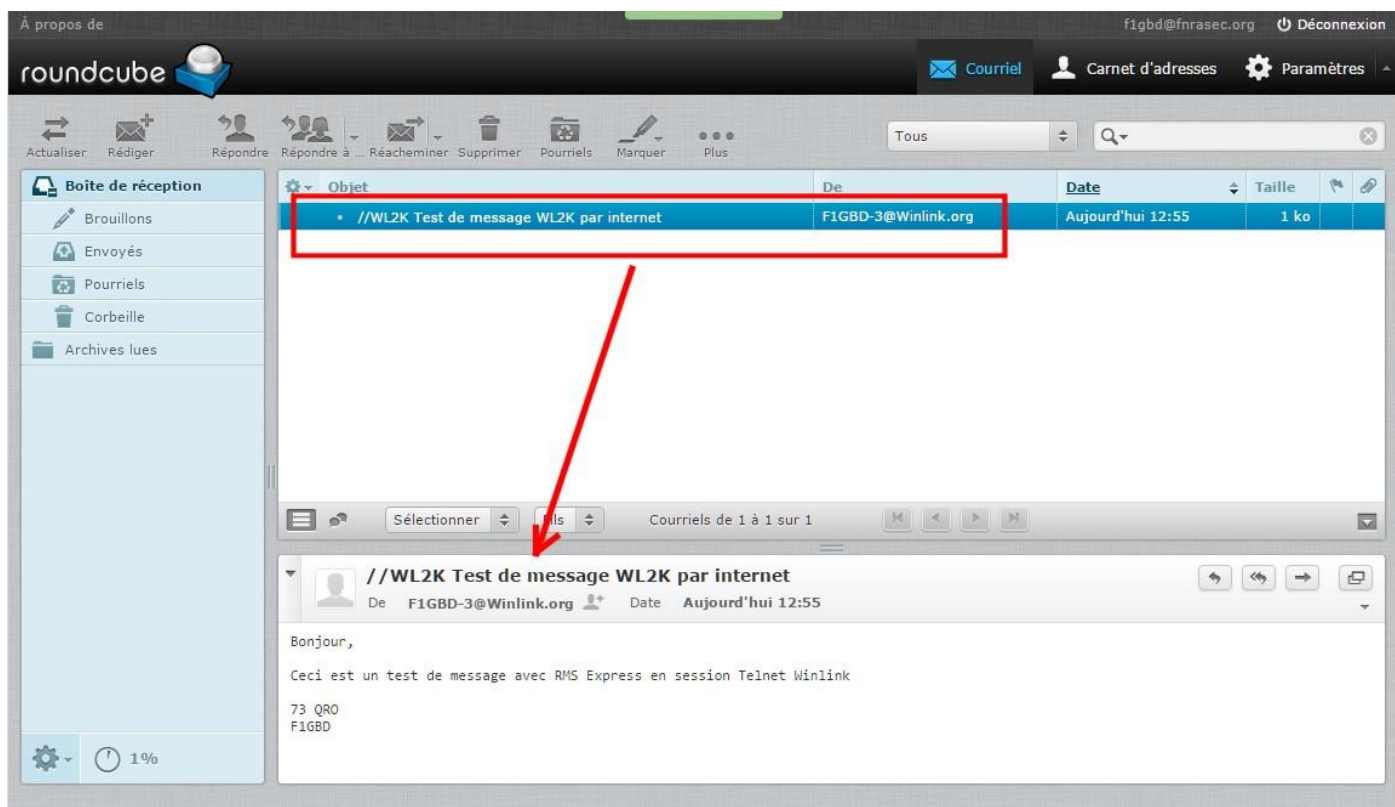 À propos de f1gbd@fnrasec.org Déconnexion
roundcube Courriel Carnet d'adresses Paramètres
Actualiser Rédiger Répondre Répondre à ... Réacheminer Supprimer Pourriels Marquer Plus Tous
Boîte de réception Objet De Date Taille
Brouillons • //WL2K Test de message WL2K par internet F1GBD-3@Winlink.org Aujourd'hui 12:55 1 ko
Envoyés
Pourriels
Corbeille
Archives lues
Sélectionner Courriels de 1 à 1 sur 1
//WL2K Test de message WL2K par internet
De F1GBD-3@Winlink.org Date Aujourd'hui 12:55
Bonjour,
Ceci est un test de message avec RMS Express en session Telnet Winlink
73 QRO
F1GBD
1%